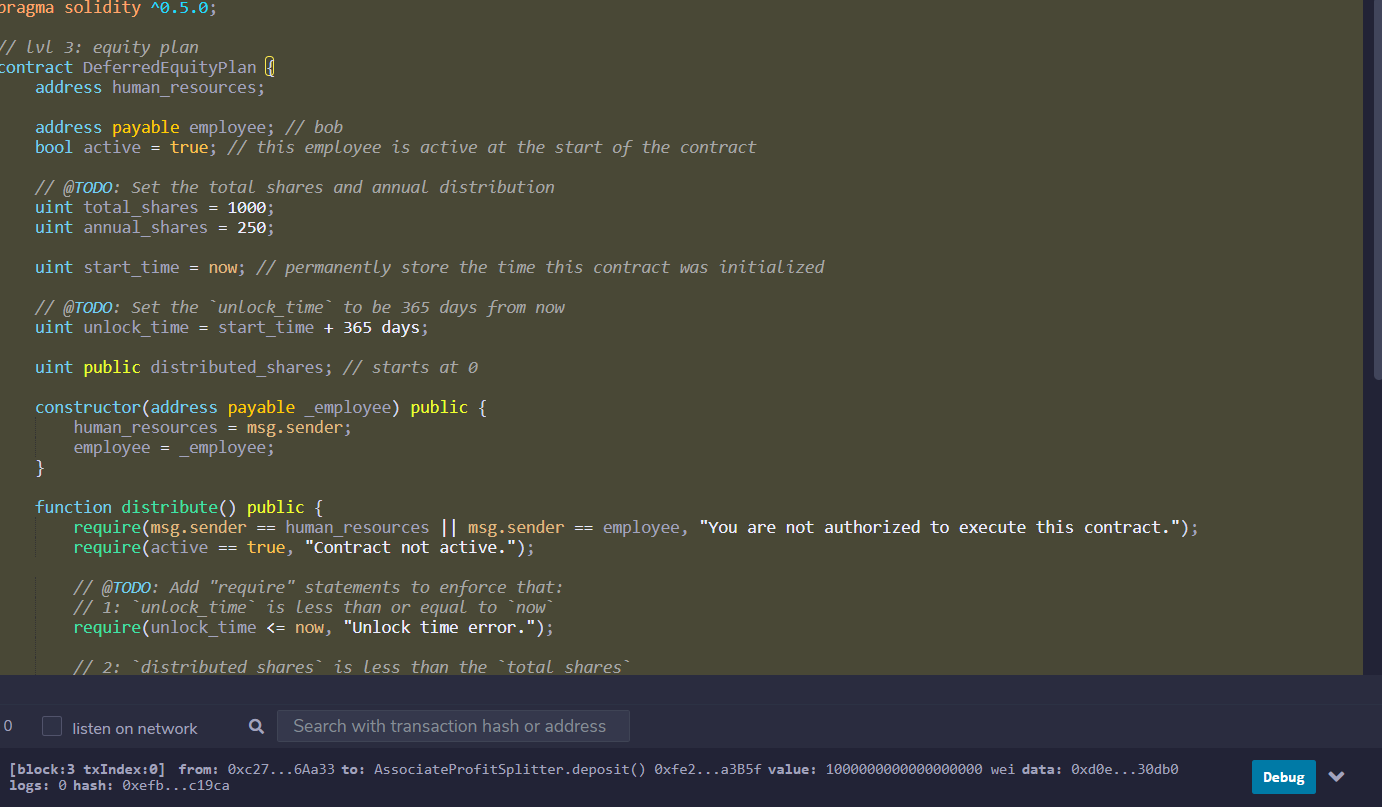 pragma solidity ^0.5.0;
// lvl 3: equity plan
contract DeferredEquityPlan {
address human_resources;
address payable employee; // bob
bool active = true; // this employee is active at the start of the contract
// @TODO: Set the total shares and annual distribution
uint total_shares = 1000;
uint annual_shares = 250;
uint start_time = now; // permanently store the time this contract was initialized
// @TODO: Set the `unlock_time` to be 365 days from now
uint unlock_time = start_time + 365 days;
uint public distributed_shares; // starts at 0
constructor(address payable _employee) public {
human_resources = msg.sender;
employee = _employee;
}
function distribute() public {
require(msg.sender == human_resources || msg.sender == employee, "You are not authorized to execute this contract.");
require(active == true, "Contract not active.");
// @TODO: Add "require" statements to enforce that:
// 1: `unlock_time` is less than or equal to `now`
require(unlock_time <= now, "Unlock time error.");
// 2: `distributed_shares` is less than the `total_shares`
0 listen on network Search with transaction hash or address
[block:3 txIndex:0] from: 0xc27...6Aa33 to: AssociateProfitSplitter.deposit() 0xfe2...a3B5f value: 1000000000000000000 wei data: 0xd0e...30db0
logs: 0 hash: 0xefb...c19ca
Debug